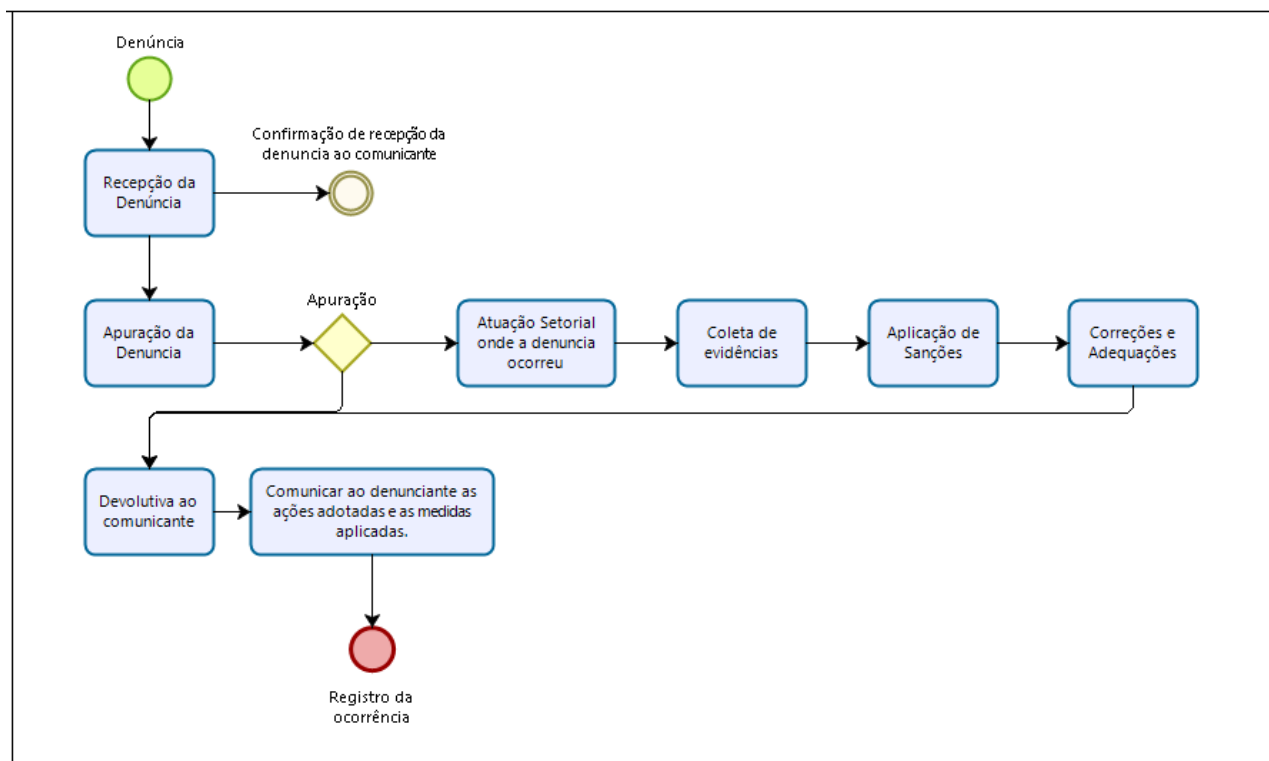 Denúncia
Confirmação de recepção da
denuncia ao comunicante
Recepção da
Denúncia
Apuração
Apuração da
Denuncia
Atuação Setorial
onde a denuncia
ocorreu
Coleta de
evidências
Aplicação de
Sanções
Correções e
Adequações
Devolutiva ao
comunicante
Comunicar ao denunciante as
ações adotadas e as medidas
aplicadas.
Registro da
ocorrência